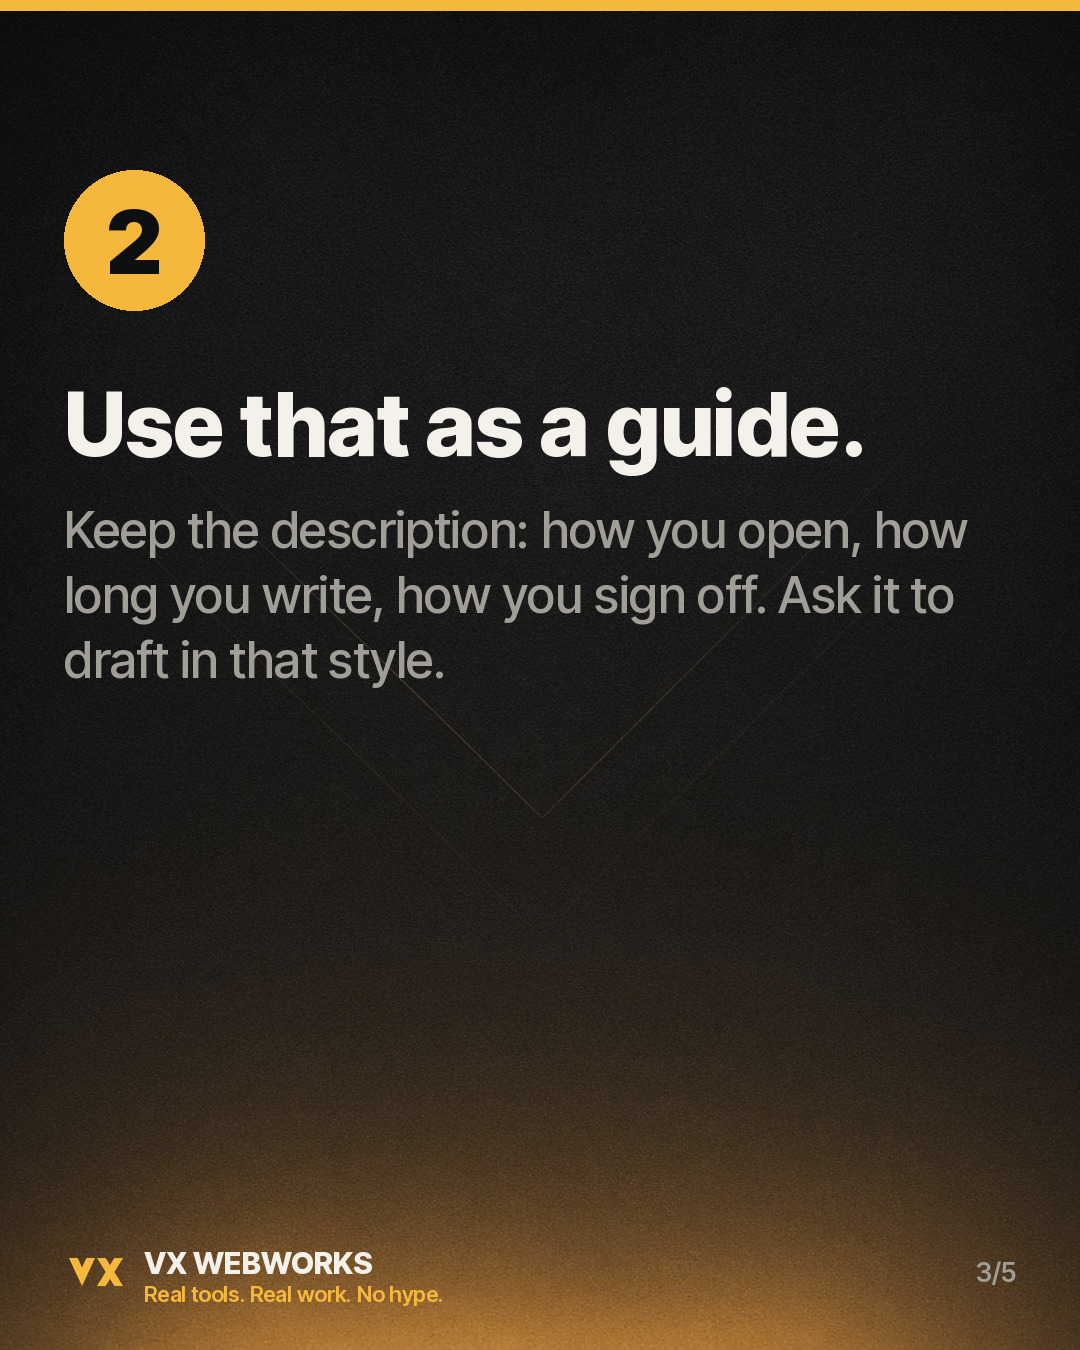 2
Use that as a guide.
Keep the description: how you open, how
long you write, how you sign off. Ask it to
draft in that style.
VX
VX WEBWORKS
Real tools. Real work. No hype.
3/5